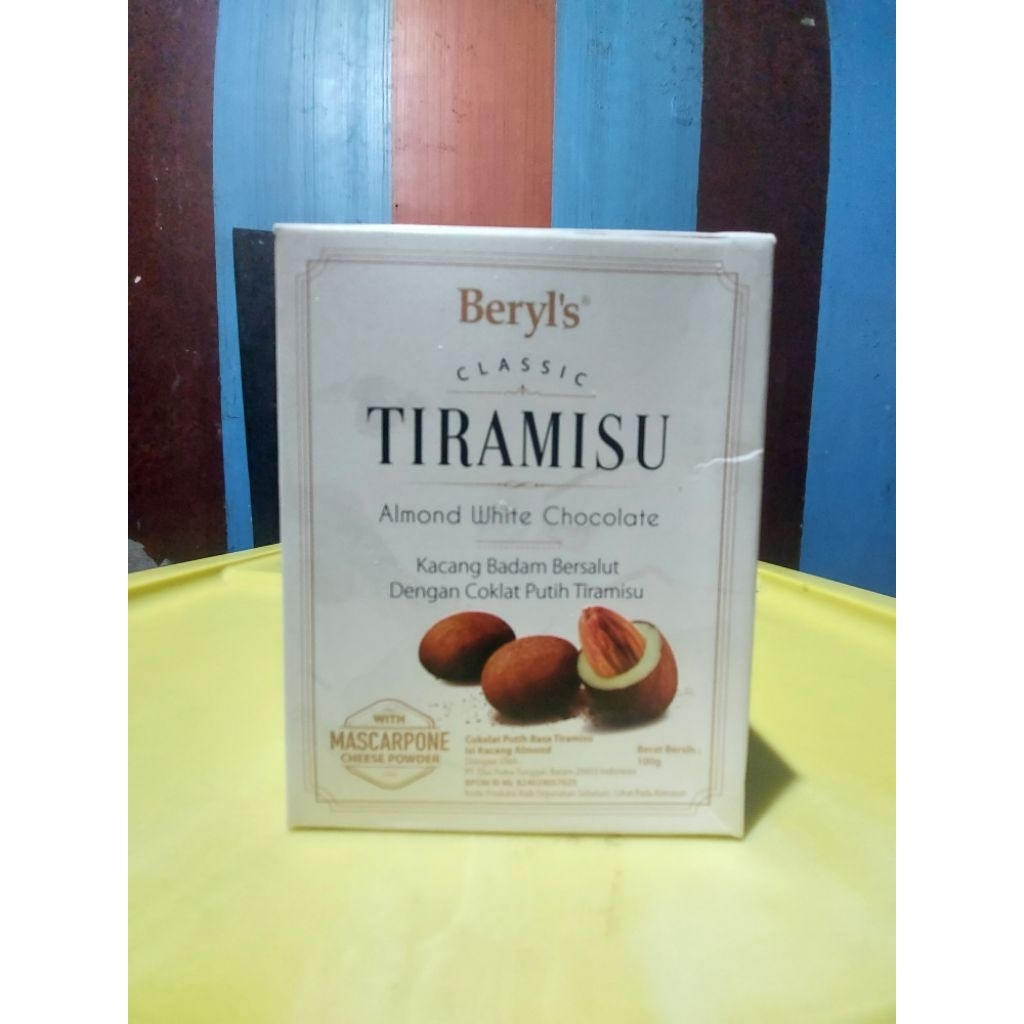 Beryl's®
CLASSIC
TIRAMISU
Almond White Chocolate
Kacang Badam Bersalut
Dengan Coklat Putih Tiramisu
WITH
MASCARPONE
CHEESE POWDER
Cokelat Putih Rasa Tiramisu
Isi Kacang Almond
Berat Bersih :
100g